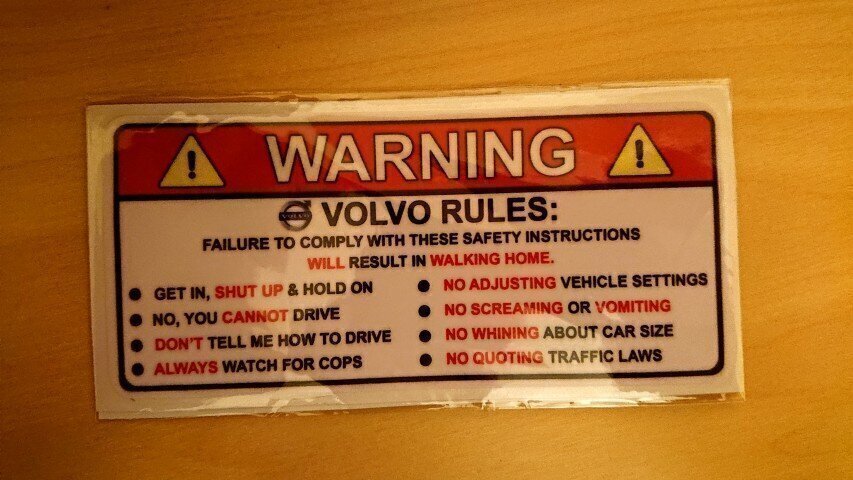 WARNING
VOLVO
VOLVO RULES:
FAILURE TO COMPLY WITH THESE SAFETY INSTRUCTIONS
WILL RESULT IN WALKING HOME.
GET IN, SHUT UP & HOLD ON
NO, YOU CANNOT DRIVE
DON'T TELL ME HOW TO DRIVE
ALWAYS WATCH FOR COPS
NO ADJUSTING VEHICLE SETTINGS
NO SCREAMING OR VOMITING
NO WHINING ABOUT CAR SIZE
NO QUOTING TRAFFIC LAWS